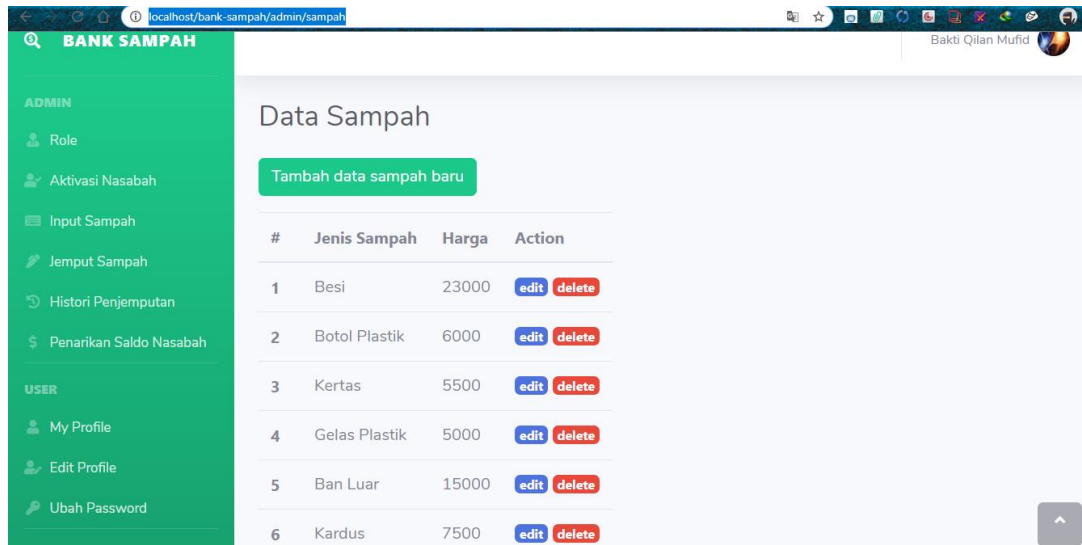 localhost/bank-sampah/admin/sampah
BANK SAMPAH
Bakti Qilan Mufid
ADMIN
Role
Aktivasi Nasabah
Input Sampah
Jemput Sampah
Histori Penjemputan
Penarikan Saldo Nasabah
USER
My Profile
Edit Profile
Ubah Password
Data Sampah
Tambah data sampah baru
# Jenis Sampah Harga Action
1 Besi 23000 edit delete
2 Botol Plastik 6000 edit delete
3 Kertas 5500 edit delete
4 Gelas Plastik 5000 edit delete
5 Ban Luar 15000 edit delete
6 Kardus 7500 edit delete